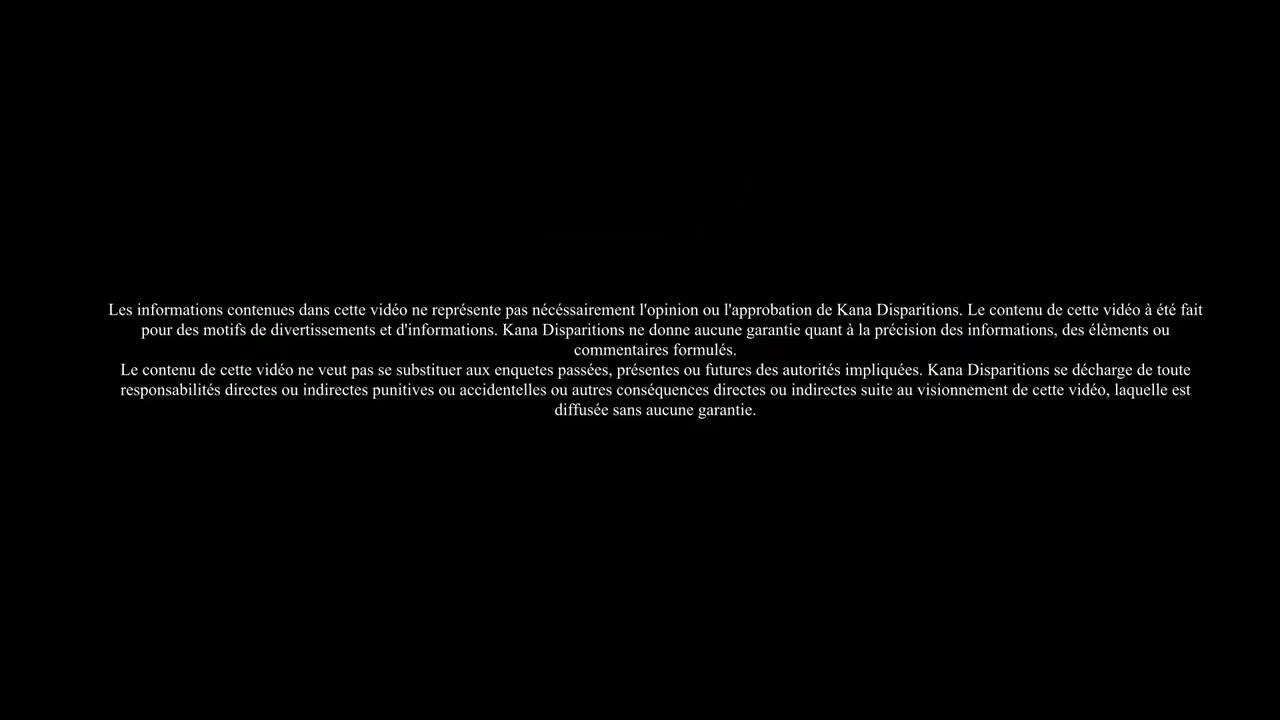 Les informations contenues dans cette vidéo ne représente pas nécéssairement l'opinion ou l'approbation de Kana Disparitions. Le contenu de cette vidéo à été fait
pour des motifs de divertissements et d'informations. Kana Disparitions ne donne aucune garantie quant à la précision des informations, des élèments ou
commentaires formulés.
Le contenu de cette vidéo ne veut pas se substituer aux enquetes passées, présentes ou futures des autorités impliquées. Kana Disparitions se décharge de toute
responsabilités directes ou indirectes punitives ou accidentelles ou autres conséquences directes ou indirectes suite au visionnement de cette vidéo, laquelle est
diffusée sans aucune garantie.